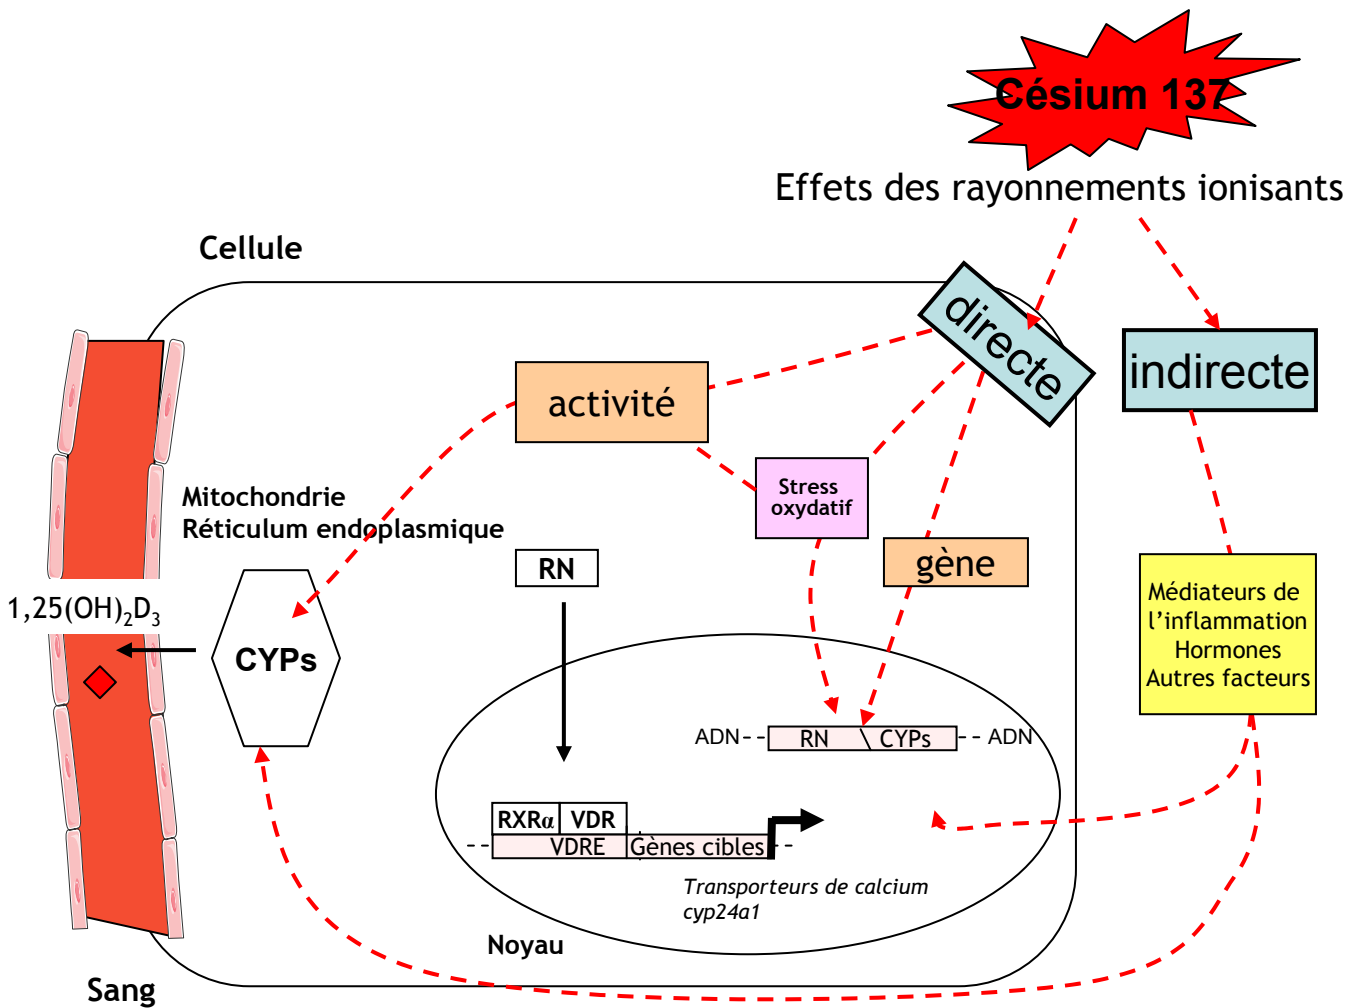 Césium 137
Effets des rayonnements ionisants
Cellule
directe
indirecte
activité
Stress
oxydatif
Mitochondrie
Réticulum endoplasmique
RN
gène
Médiateurs de
l'inflammation
Hormones
Autres facteurs
1,25(OH)₂D₃
CYPs
ADN-- RN \ CYPs -- ADN
RXRα VDR
-- VDRE Gènes cibles --
Transporteurs de calcium
cyp24a1
Noyau
Sang